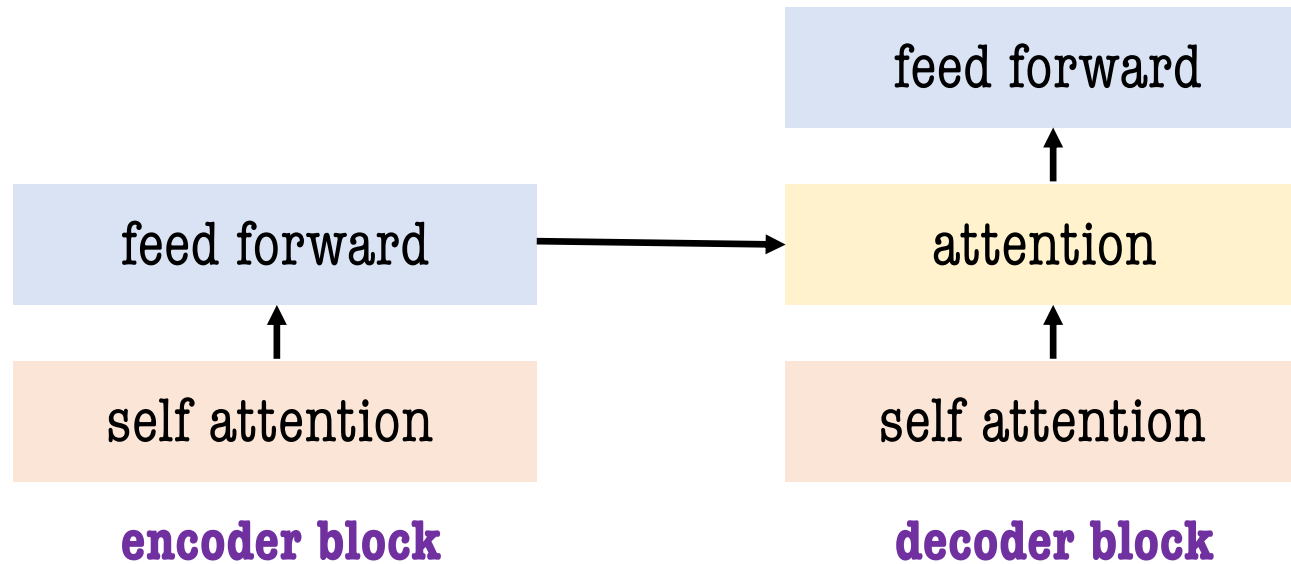 feed forward
feed forward
attention
self attention
self attention
encoder block
decoder block